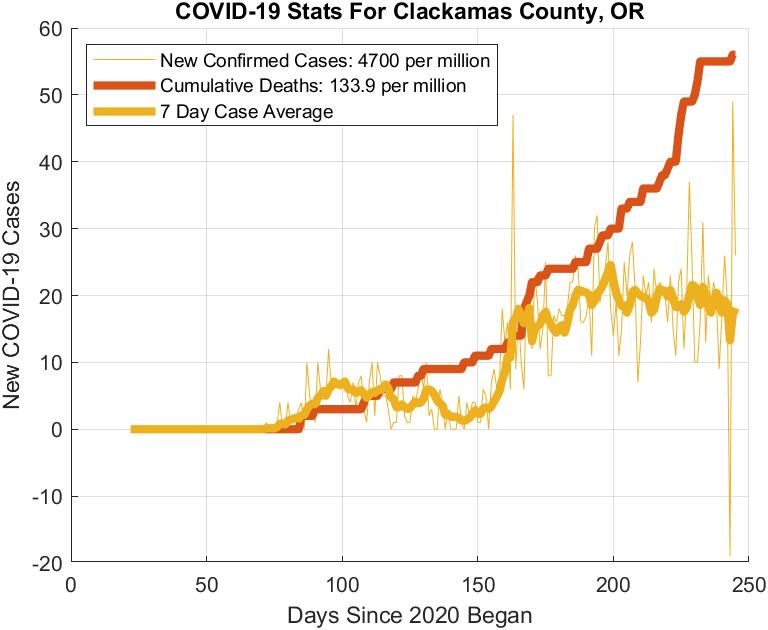 COVID-19 Stats For Clackamas County, OR
New Confirmed Cases: 4700 per million
Cumulative Deaths: 133.9 per million
7 Day Case Average
New COVID-19 Cases
60
50
40
30
20
10
0
-10
-20
0 50 100 150 200 250
Days Since 2020 Began